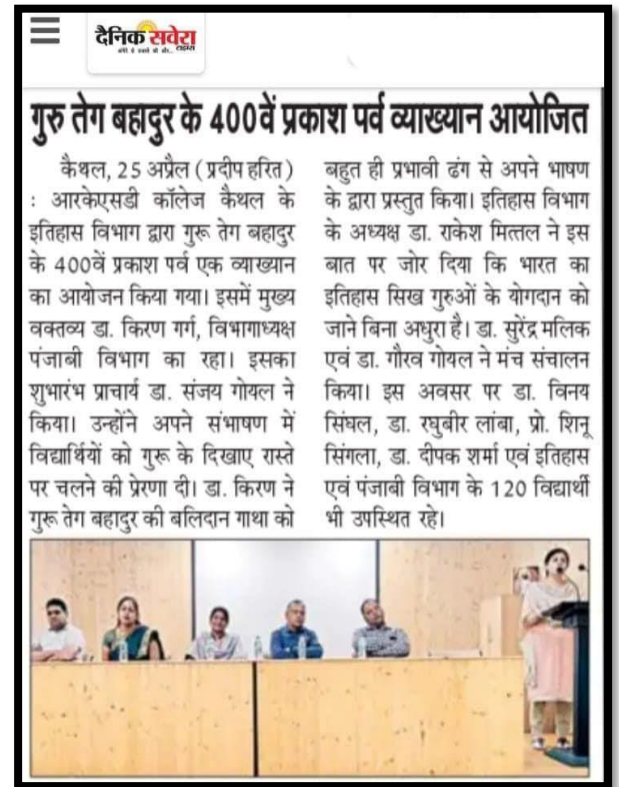 दैनिक सवेरा
टाइम्स
गुरु तेग बहादुर के 400वें प्रकाश पर्व व्याख्यान आयोजित
कैथल, 25 अप्रैल (प्रदीप हरित)
: आरकेएसडी कॉलेज कैथल के
इतिहास विभाग द्वारा गुरू तेग बहादुर
के 400वें प्रकाश पर्व एक व्याख्यान
का आयोजन किया गया। इसमें मुख्य
वक्तव्य डा. किरण गर्ग, विभागाध्यक्ष
पंजाबी विभाग का रहा। इसका
शुभारंभ प्राचार्य डा. संजय गोयल ने
किया। उन्होंने अपने संभाषण में
विद्यार्थियों को गुरू के दिखाए रास्ते
पर चलने की प्रेरणा दी। डा. किरण ने
गुरू तेग बहादुर की बलिदान गाथा को
बहुत ही प्रभावी ढंग से अपने भाषण
के द्वारा प्रस्तुत किया। इतिहास विभाग
के अध्यक्ष डा. राकेश मित्तल ने इस
बात पर जोर दिया कि भारत का
इतिहास सिख गुरुओं के योगदान को
जाने बिना अधुरा है। डा. सुरेंद्र मलिक
एवं डा. गौरव गोयल ने मंच संचालन
किया। इस अवसर पर डा. विनय
सिंघल, डा. रघुबीर लांबा, प्रो. शिनू
सिंगला, डा. दीपक शर्मा एवं इतिहास
एवं पंजाबी विभाग के 120 विद्यार्थी
भी उपस्थित रहे।